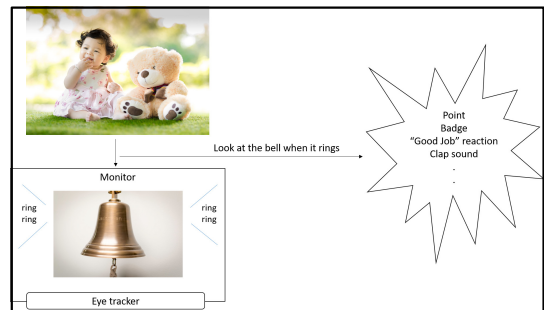 Point
Badge
"Good Job" reaction
Clap sound
.
.
Look at the bell when it rings
Monitor
ring
ring
ring
ring
Eye tracker